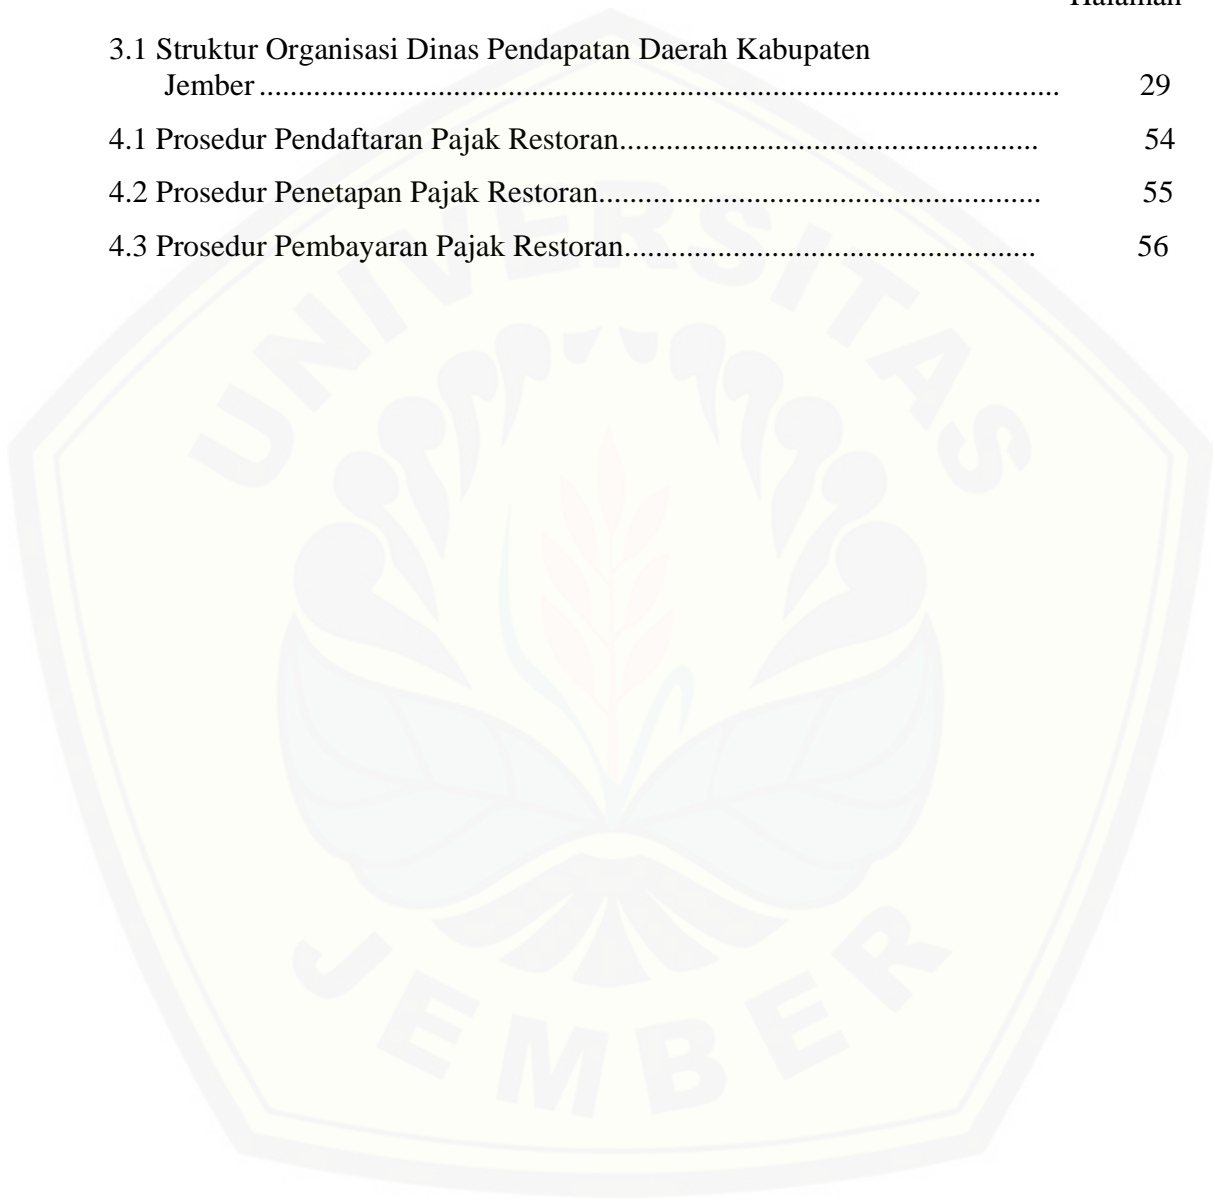 Halaman
3.1 Struktur Organisasi Dinas Pendapatan Daerah Kabupaten
Jember....................................................................................................... 29
4.1 Prosedur Pendaftaran Pajak Restoran..................................................... 54
4.2 Prosedur Penetapan Pajak Restoran........................................................ 55
4.3 Prosedur Pembayaran Pajak Restoran.................................................... 56
UNIVERSITAS
JEMBER